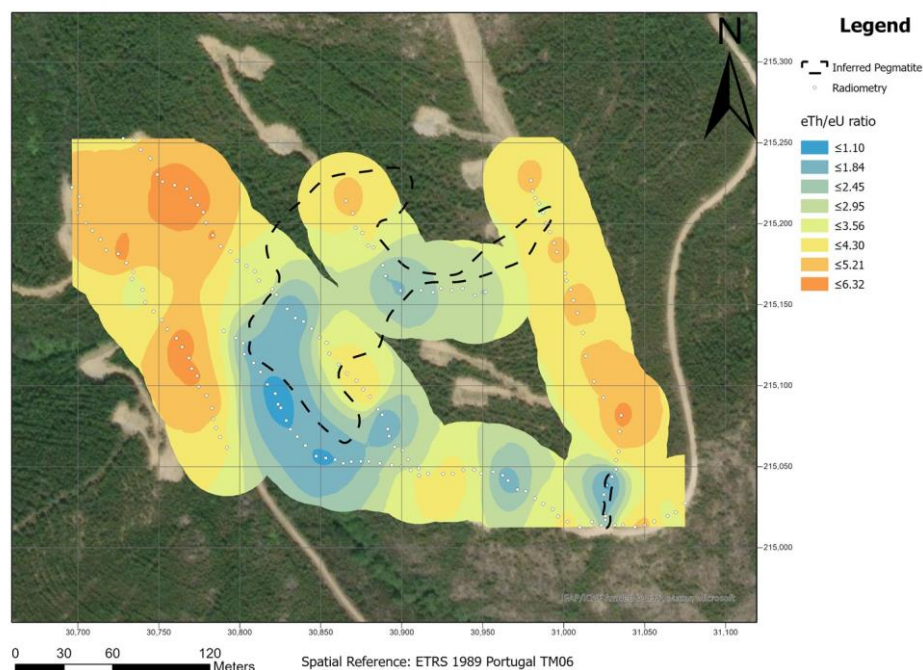 N
Legend
Inferred Pegmatite
Radiometry
eTh/eU ratio
≤1.10
≤1.84
≤2.45
≤2.95
≤3.56
≤4.30
≤5.21
≤6.32
215,300
215,250
215,200
215,150
215,100
215,050
215,000
30,700 30,750 30,800 30,850 30,900 30,950 31,000 31,050 31,100
0 30 60 120
Meters
Spatial Reference: ETRS 1989 Portugal TM06